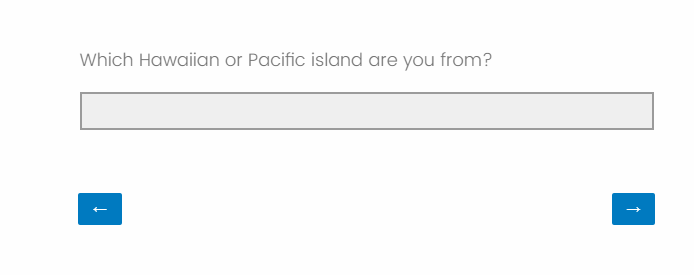 Which Hawaiian or Pacific island are you from?
← →